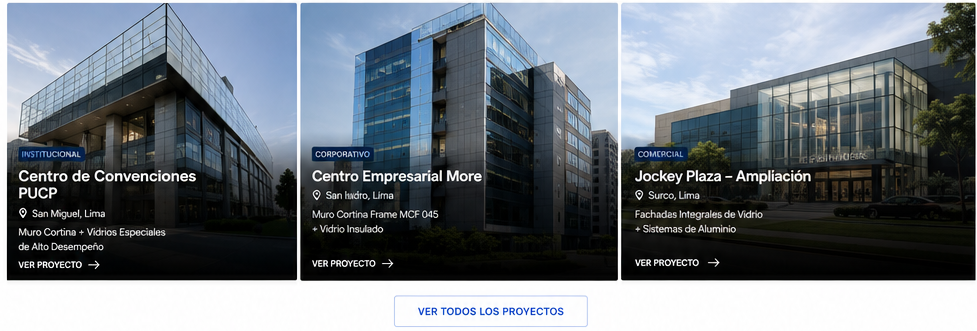 INSTITUCIONAL
Centro de Convenciones
PUCP
San Miguel, Lima
Muro Cortina + Vidrios Especiales
de Alto Desempeño
VER PROYECTO
CORPORATIVO
Centro Empresarial More
San Isidro, Lima
Muro Cortina Frame MCF 045
+ Vidrio Insulado
VER PROYECTO
COMERCIAL
Jockey Plaza – Ampliación
Surco, Lima
Fachadas Integrales de Vidrio
+ Sistemas de Aluminio
VER PROYECTO
VER TODOS LOS PROYECTOS